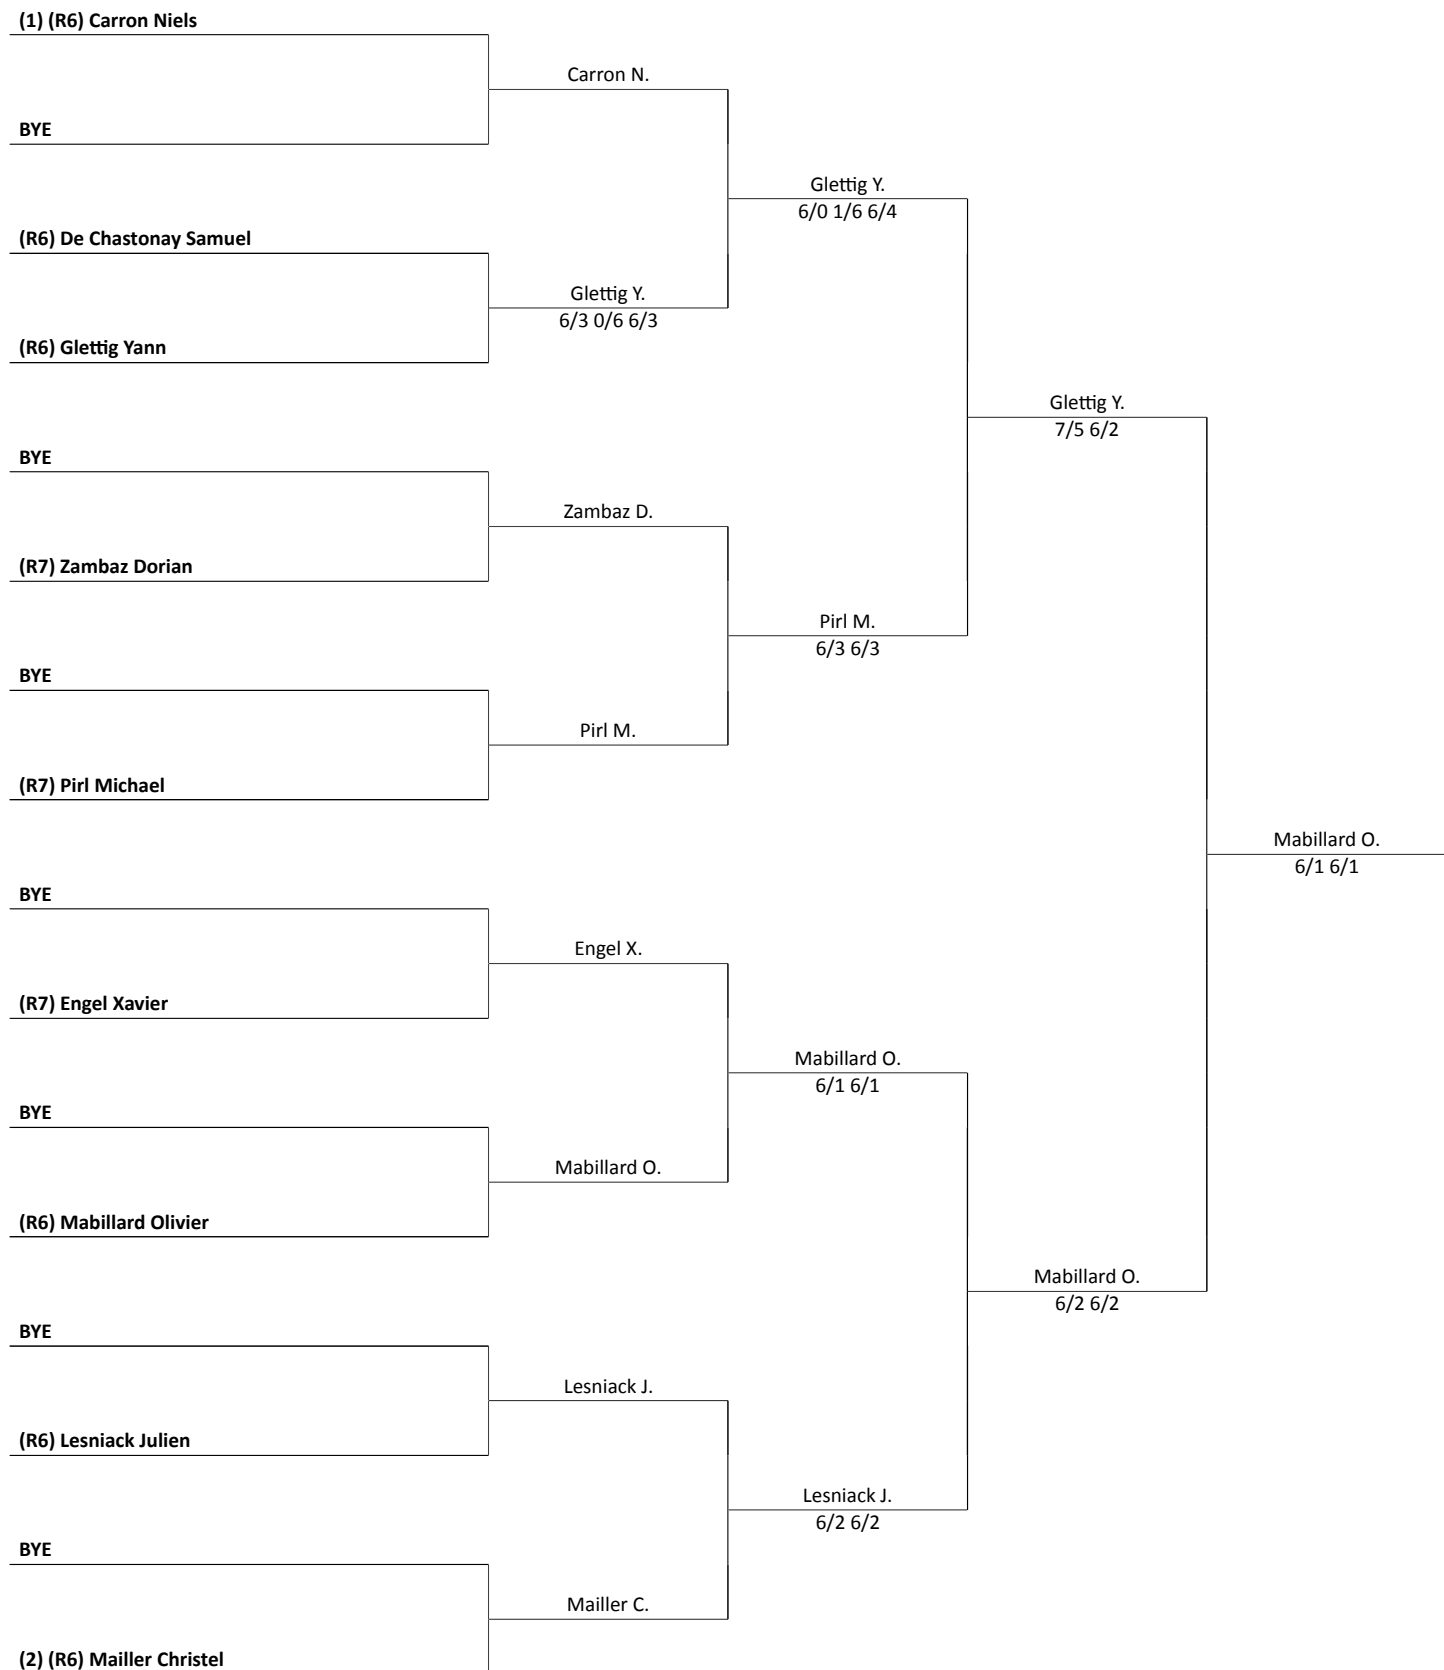 (1) (R6) Carron Niels
Carron N.
BYE
Glettig Y.
6/0 1/6 6/4
(R6) De Chastonay Samuel
Glettig Y.
6/3 0/6 6/3
(R6) Glettig Yann
Glettig Y.
7/5 6/2
BYE
Zambaz D.
(R7) Zambaz Dorian
Pirl M.
6/3 6/3
BYE
Pirl M.
(R7) Pirl Michael
Mabillard O.
6/1 6/1
BYE
Engel X.
(R7) Engel Xavier
Mabillard O.
6/1 6/1
BYE
Mabillard O.
(R6) Mabillard Olivier
Mabillard O.
6/2 6/2
BYE
Lesniack J.
(R6) Lesniack Julien
Lesniack J.
6/2 6/2
BYE
Mailler C.
(2) (R6) Mailler Christel